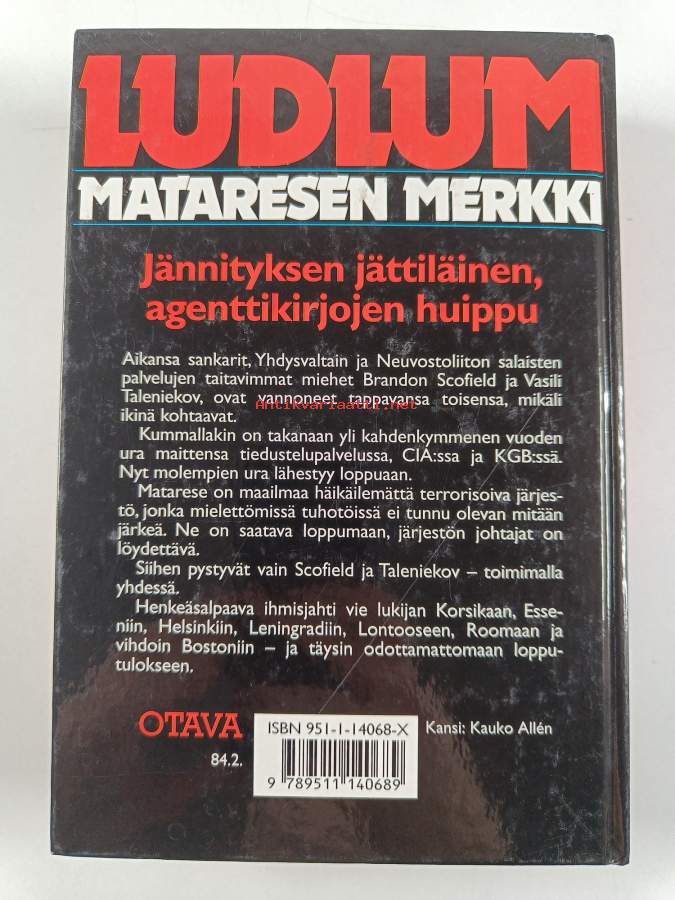 LUDLUM
MATARESEN MERKKI
Jännityksen jättiläinen,
agenttikirjojen huippu
Aikansa sankarit, Yhdysvaltain ja Neuvostoliiton salaisten
palvelujen taitavimmat miehet Brandon Scofield ja Vasili
Taleniekov, ovat vannoneet tappavansa toisensa, mikäli
Antikvariaatti.net
ikinä kohtaavat.
Kummallakin on takanaan yli kahdenkymmenen vuoden
ura maittensa tiedustelupalvelussa, CIA:ssa ja KGB:ssä.
Nyt molempien ura lähestyy loppuaan.
Matarese on maailmaa häikäilemättä terrorisoiva järjes-
tö, jonka mielettömissä tuhotöissä ei tunnu olevan mitään
järkeä. Ne on saatava loppumaan, järjestön johtajat on
löydettävä.
Siihen pystyvät vain Scofield ja Taleniekov – toimimalla
yhdessä.
Henkeäsalpaava ihmisjahti vie lukijan Korsikaan, Esse-
niin, Helsinkiin, Leningradiin, Lontooseen, Roomaan ja
vihdoin Bostoniin – ja täysin odottamattomaan loppu-
tulokseen.
OTAVA
84.2.
ISBN 951-1-14068-X
9 789511 140689
Kansi: Kauko Allén